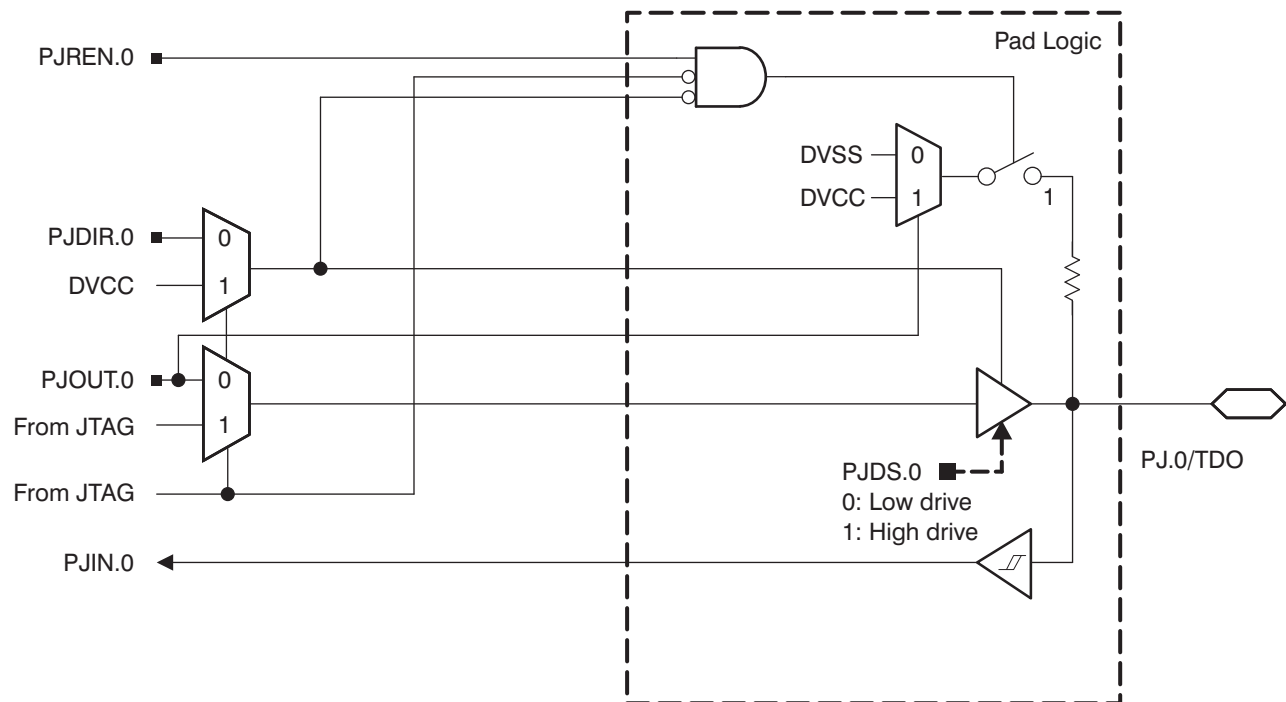 Pad Logic
PJREN.0
DVSS
0
DVCC
1
1
PJDIR.0
0
DVCC
1
PJOUT.0
0
From JTAG
1
PJDS.0
0: Low drive
1: High drive
PJ.0/TDO
From JTAG
PJIN.0